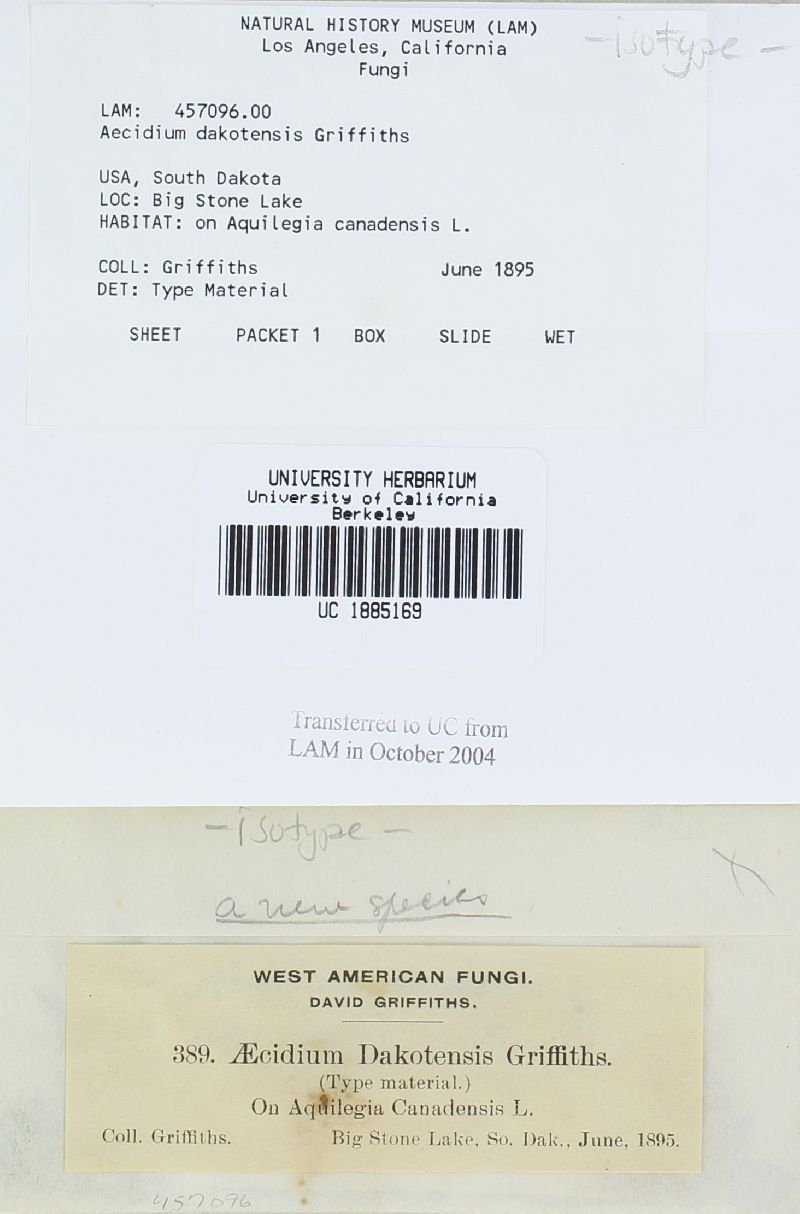 NATURAL HISTORY MUSEUM (LAM)
Los Angeles, California
Fungi
- Isotype -
LAM: 457096.00
Aecidium dakotensis Griffiths
USA, South Dakota
LOC: Big Stone Lake
HABITAT: on Aquilegia canadensis L.
COLL: Griffiths June 1895
DET: Type Material
SHEET PACKET 1 BOX SLIDE WET
UNIVERSITY HERBARIUM
University of California
Berkeley
UC 1885169
Transferred to UC from
LAM in October 2004
- Isotype -
a new species
WEST AMERICAN FUNGI.
DAVID GRIFFITHS.
389. Æcidium Dakotensis Griffiths.
(Type material.)
On Aquilegia Canadensis L.
Coll. Griffiths. Big Stone Lake, So. Dak., June, 1895.
457096